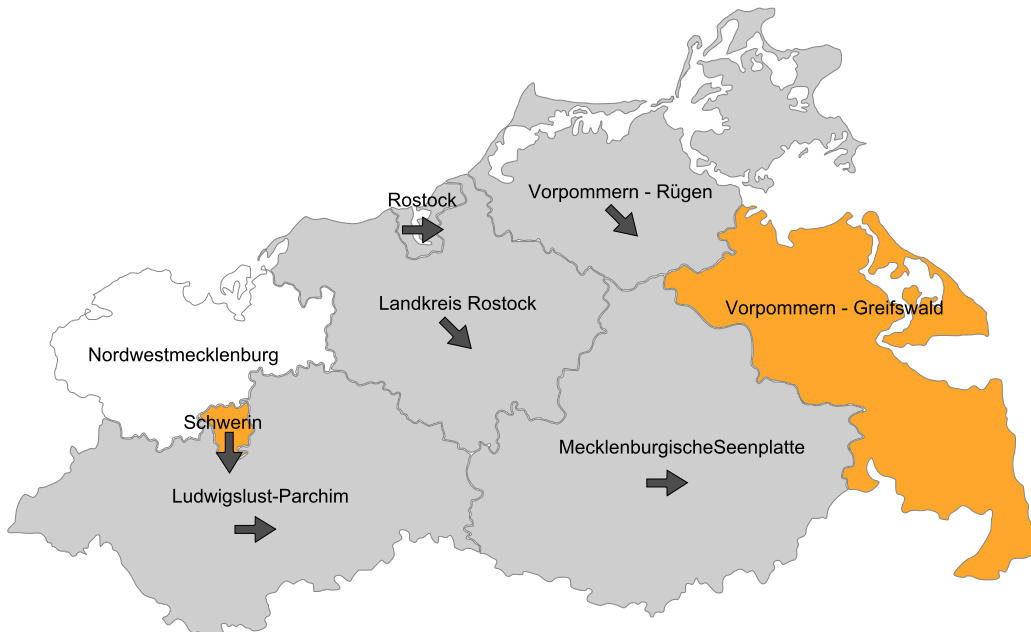 Vorpommern - Rügen
Rostock
Landkreis Rostock
Vorpommern - Greifswald
Nordwestmecklenburg
Schwerin
MecklenburgischeSeenplatte
Ludwigslust-Parchim